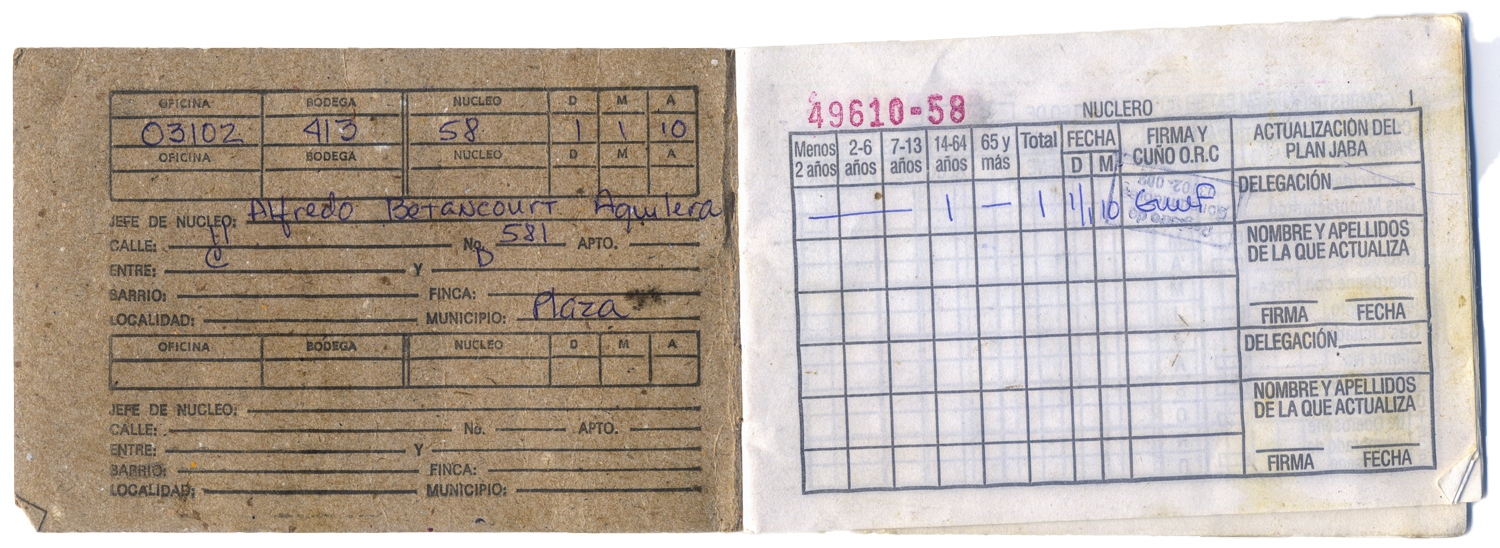 OFICINA BODEGA NUCLEO D M A
03102 413 58 1 1 10
OFICINA BODEGA NUCLEO D M A
JEFE DE NUCLEO: Alfredo Betancourt Aguilera
CALLE: 17 No. 581 APTO.
C D
ENTRE: Y
BARRIO: FINCA:
LOCALIDAD: MUNICIPIO: Plaza
OFICINA BODEGA NUCLEO D M A
JEFE DE NUCLEO:
CALLE: No. APTO.
ENTRE: Y
BARRIO: FINCA:
LOCALIDAD: MUNICIPIO:
49610-58 NUCLERO 1
Menos 2 años 2-6 años 7-13 años 14-64 años 65 y más Total FECHA D M FIRMA Y CUÑO O.R.C
— 1 — 1 1/1/10
ACTUALIZACIÓN DEL
PLAN JABA
DELEGACIÓN
NOMBRE Y APELLIDOS
DE LA QUE ACTUALIZA
FIRMA FECHA
DELEGACIÓN
NOMBRE Y APELLIDOS
DE LA QUE ACTUALIZA
FIRMA FECHA